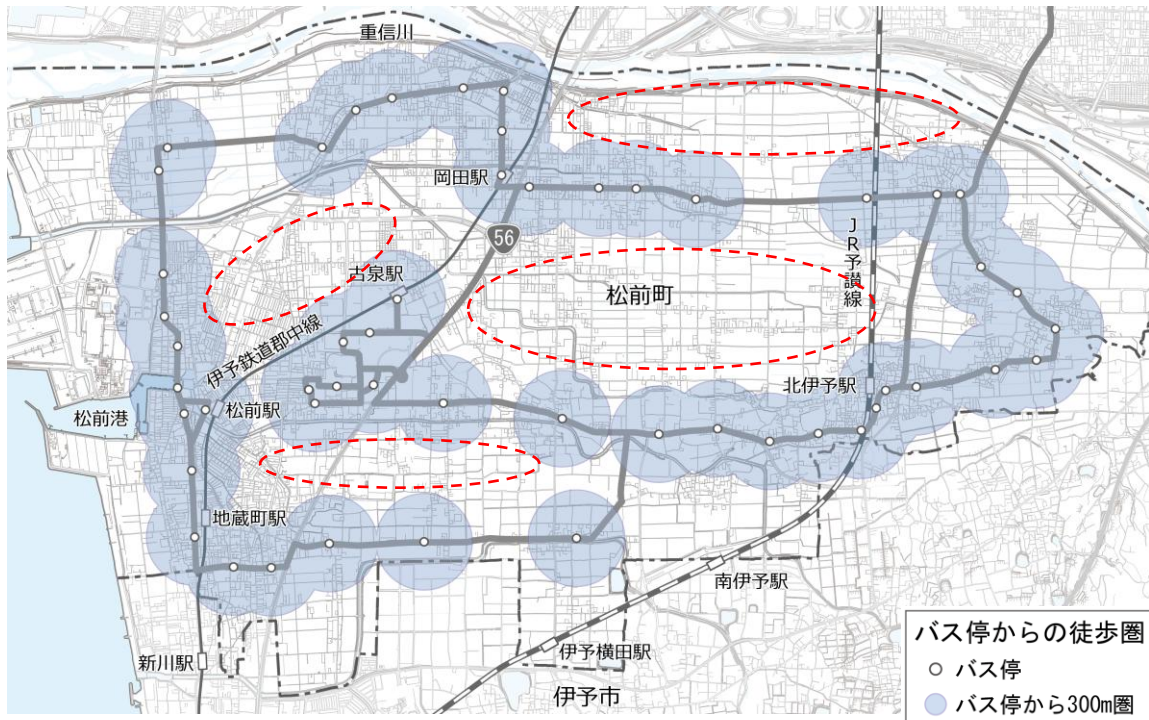 重信川
岡田駅
56
JR予讃線
古泉駅
松前町
伊予鉄道郡中線
北伊予駅
松前港
松前駅
地蔵町駅
南伊予駅
新川駅
伊予横田駅
伊予市
バス停からの徒歩圏
バス停
バス停から300m圏